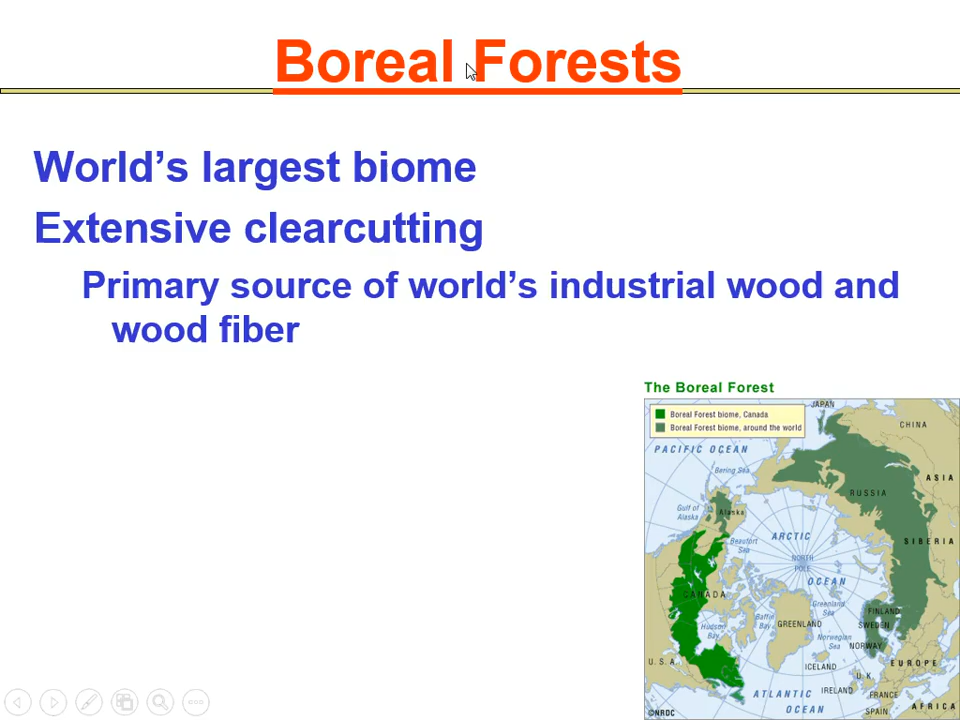 Boreal Forests
World's largest biome
Extensive clearcutting
Primary source of world's industrial wood and
wood fiber
The Boreal Forest
Boreal Forest biome, Canada
Boreal Forest biome, around the world
JAPAN
CHINA
PACIFIC OCEAN
Bering Sea
ASIA
RUSSIA
Gulf of
Alaska
Alaska
Beaufort
Sea
ARCTIC
SIBERIA
NORTH
POLE
OCEAN
CANADA
Baffin
Bay
GREENLAND
Greenland
Sea
FINLAND
SWEDEN
Hudson
Bay
Norwegian
Sea
NORWAY
U.S.A.
ICELAND
EUROPE
U.K.
ATLANTIC
OCEAN
IRELAND
FRANCE
SPAIN
AFRICA
©NRDC